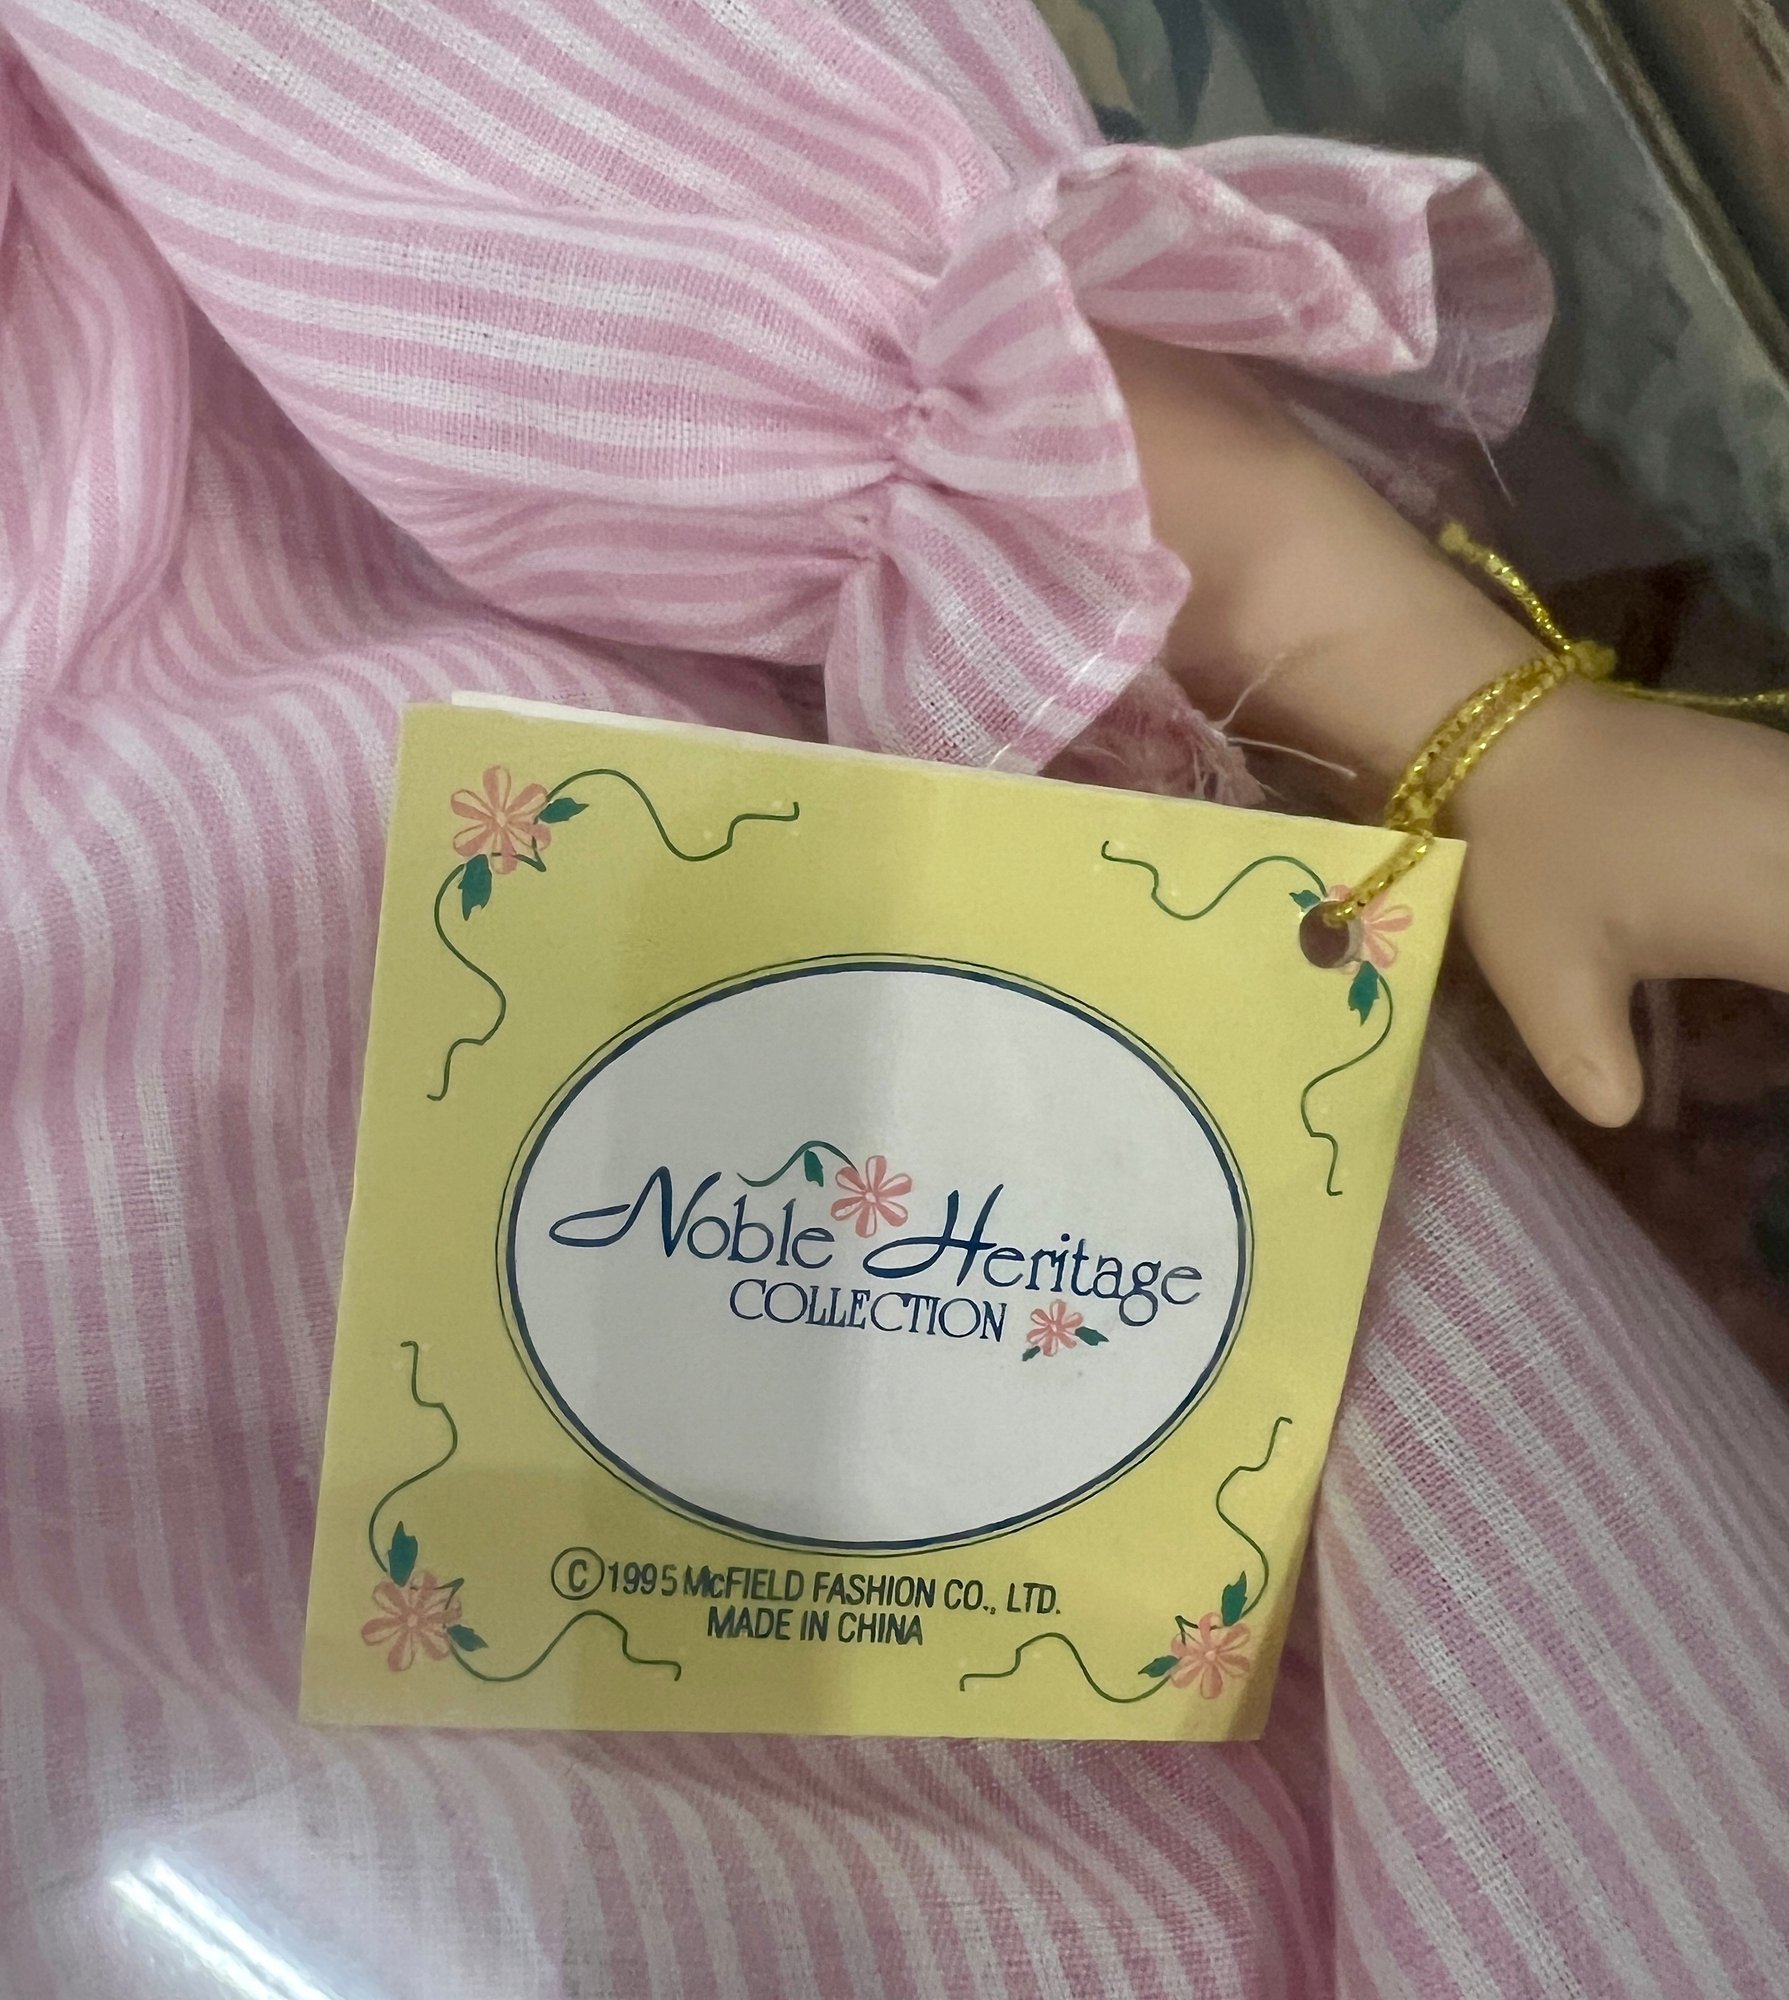 Noble Heritage
COLLECTION
©1995 McFIELD FASHION CO., LTD.
MADE IN CHINA